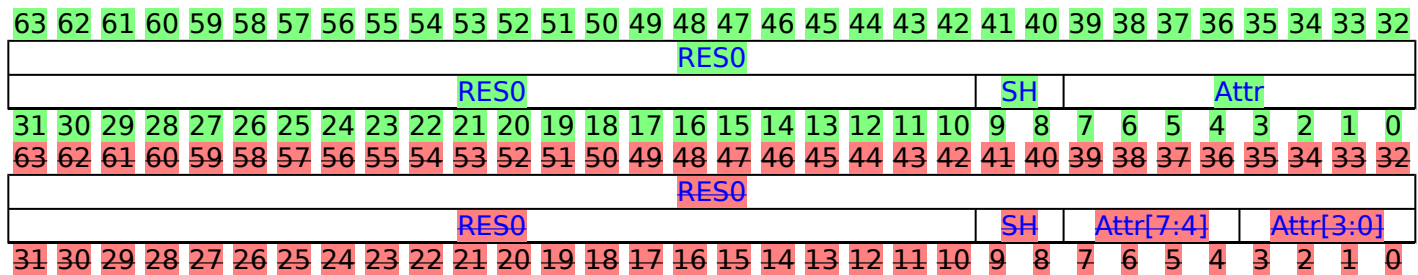 63 62 61 60 59 58 57 56 55 54 53 52 51 50 49 48 47 46 45 44 43 42 41 40 39 38 37 36 35 34 33 32
RES0
RES0 SH Attr
31 30 29 28 27 26 25 24 23 22 21 20 19 18 17 16 15 14 13 12 11 10 9 8 7 6 5 4 3 2 1 0
63 62 61 60 59 58 57 56 55 54 53 52 51 50 49 48 47 46 45 44 43 42 41 40 39 38 37 36 35 34 33 32
RES0
RES0 SH Attr[7:4] Attr[3:0]
31 30 29 28 27 26 25 24 23 22 21 20 19 18 17 16 15 14 13 12 11 10 9 8 7 6 5 4 3 2 1 0